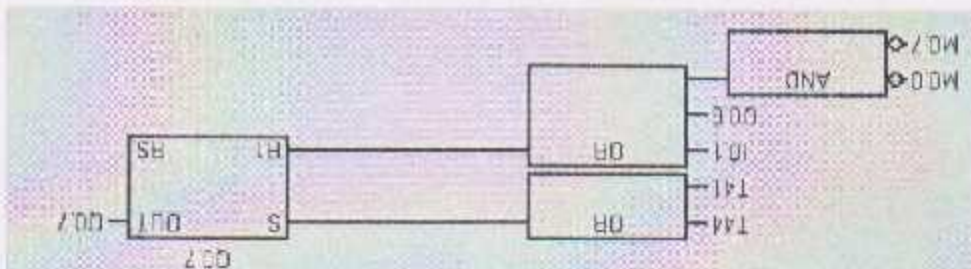 Q0.7
T44 OR S OUT Q0.7
T41
I0.1 OR R1 RS
Q0.6
M0.0 AND
M0.7